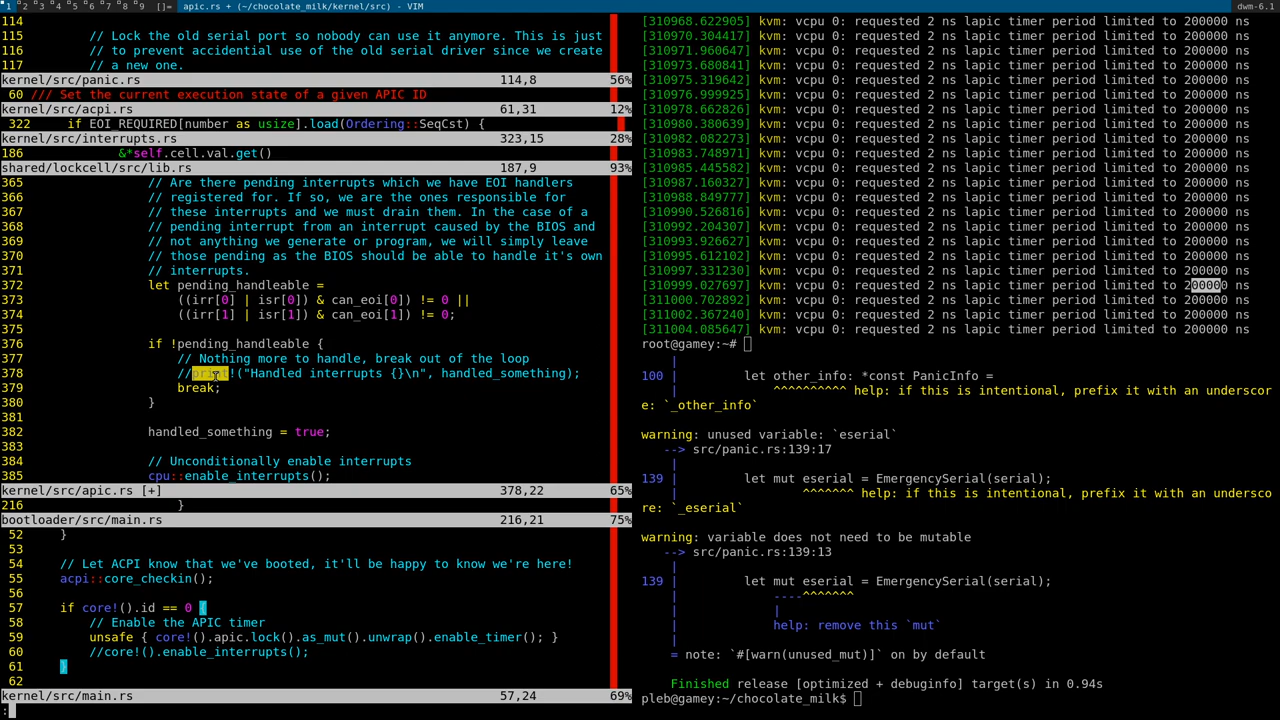 1 2 3 4 5 6 7 8 9 []= apic.rs + (~/chocolate_milk/kernel/src) - VIM dwm-6.1
114
115 // Lock the old serial port so nobody can use it anymore. This is just
116 // to prevent accidental use of the old serial driver since we create
117 // a new one.
kernel/src/panic.rs 114,8 56%
60 /// Set the current execution state of a given APIC ID
kernel/src/acpi.rs 61,31 12%
322 if EOI_REQUIRED[number as usize].load(Ordering::SeqCst) {
kernel/src/interrupts.rs 323,15 28%
186 &*self.cell.val.get()
shared/lockcell/src/lib.rs 187,9 93%
365 // Are there pending interrupts which we have EOI handlers
366 // registered for. If so, we are the ones responsible for
367 // these interrupts and we must drain them. In the case of a
368 // pending interrupt from an interrupt caused by the BIOS and
369 // not anything we generate or program, we will simply leave
370 // those pending as the BIOS should be able to handle it's own
371 // interrupts.
372 let pending_handleable =
373 ((irr[0] | isr[0]) & can_eoi[0]) != 0 ||
374 ((irr[1] | isr[1]) & can_eoi[1]) != 0;
375
376 if !pending_handleable {
377 // Nothing more to handle, break out of the loop
378 //print!("Handled interrupts {}\n", handled_something);
379 break;
380 }
381
382 handled_something = true;
383
384 // Unconditionally enable interrupts
385 cpu::enable_interrupts();
kernel/src/apic.rs [+] 378,22 65%
216 }
bootloader/src/main.rs 216,21 75%
52 }
53
54 // Let ACPI know that we've booted, it'll be happy to know we're here!
55 acpi::core_checkin();
56
57 if core!().id == 0 {
58 // Enable the APIC timer
59 unsafe { core!().apic.lock().as_mut().unwrap().enable_timer(); }
60 //core!().enable_interrupts();
61 }
62
kernel/src/main.rs 57,24 69%
:
[310968.622905] kvm: vcpu 0: requested 2 ns lapic timer period limited to 200000 ns
[310970.304417] kvm: vcpu 0: requested 2 ns lapic timer period limited to 200000 ns
[310971.960647] kvm: vcpu 0: requested 2 ns lapic timer period limited to 200000 ns
[310973.680841] kvm: vcpu 0: requested 2 ns lapic timer period limited to 200000 ns
[310975.319642] kvm: vcpu 0: requested 2 ns lapic timer period limited to 200000 ns
[310976.999925] kvm: vcpu 0: requested 2 ns lapic timer period limited to 200000 ns
[310978.662826] kvm: vcpu 0: requested 2 ns lapic timer period limited to 200000 ns
[310980.380639] kvm: vcpu 0: requested 2 ns lapic timer period limited to 200000 ns
[310982.082273] kvm: vcpu 0: requested 2 ns lapic timer period limited to 200000 ns
[310983.748971] kvm: vcpu 0: requested 2 ns lapic timer period limited to 200000 ns
[310985.445582] kvm: vcpu 0: requested 2 ns lapic timer period limited to 200000 ns
[310987.160327] kvm: vcpu 0: requested 2 ns lapic timer period limited to 200000 ns
[310988.849777] kvm: vcpu 0: requested 2 ns lapic timer period limited to 200000 ns
[310990.526816] kvm: vcpu 0: requested 2 ns lapic timer period limited to 200000 ns
[310992.204307] kvm: vcpu 0: requested 2 ns lapic timer period limited to 200000 ns
[310993.926627] kvm: vcpu 0: requested 2 ns lapic timer period limited to 200000 ns
[310995.612102] kvm: vcpu 0: requested 2 ns lapic timer period limited to 200000 ns
[310997.331230] kvm: vcpu 0: requested 2 ns lapic timer period limited to 200000 ns
[310999.027697] kvm: vcpu 0: requested 2 ns lapic timer period limited to 200000 ns
[311000.702892] kvm: vcpu 0: requested 2 ns lapic timer period limited to 200000 ns
[311002.367240] kvm: vcpu 0: requested 2 ns lapic timer period limited to 200000 ns
[311004.085647] kvm: vcpu 0: requested 2 ns lapic timer period limited to 200000 ns
root@gamey:~#
|
100 | let other_info: *const PanicInfo =
| ^^^^^^^^^^ help: if this is intentional, prefix it with an underscor
e: `_other_info`
warning: unused variable: `eserial`
--> src/panic.rs:139:17
|
139 | let mut eserial = EmergencySerial(serial);
| ^^^^^^^ help: if this is intentional, prefix it with an undersco
re: `_eserial`
warning: variable does not need to be mutable
--> src/panic.rs:139:13
|
139 | let mut eserial = EmergencySerial(serial);
| ----^^^^^^^
| |
| help: remove this `mut`
|
= note: `#[warn(unused_mut)]` on by default
Finished release [optimized + debuginfo] target(s) in 0.94s
pleb@gamey:~/chocolate_milk$